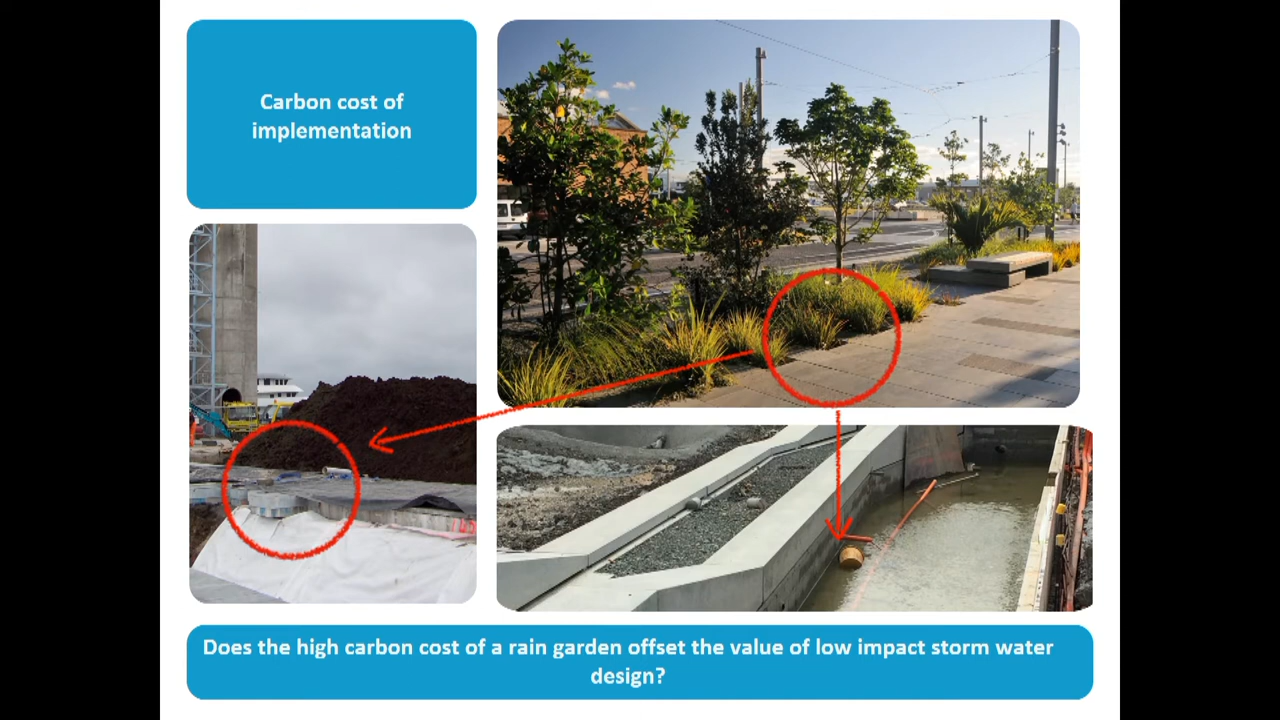 Carbon cost of
implementation
Does the high carbon cost of a rain garden offset the value of low impact storm water
design?